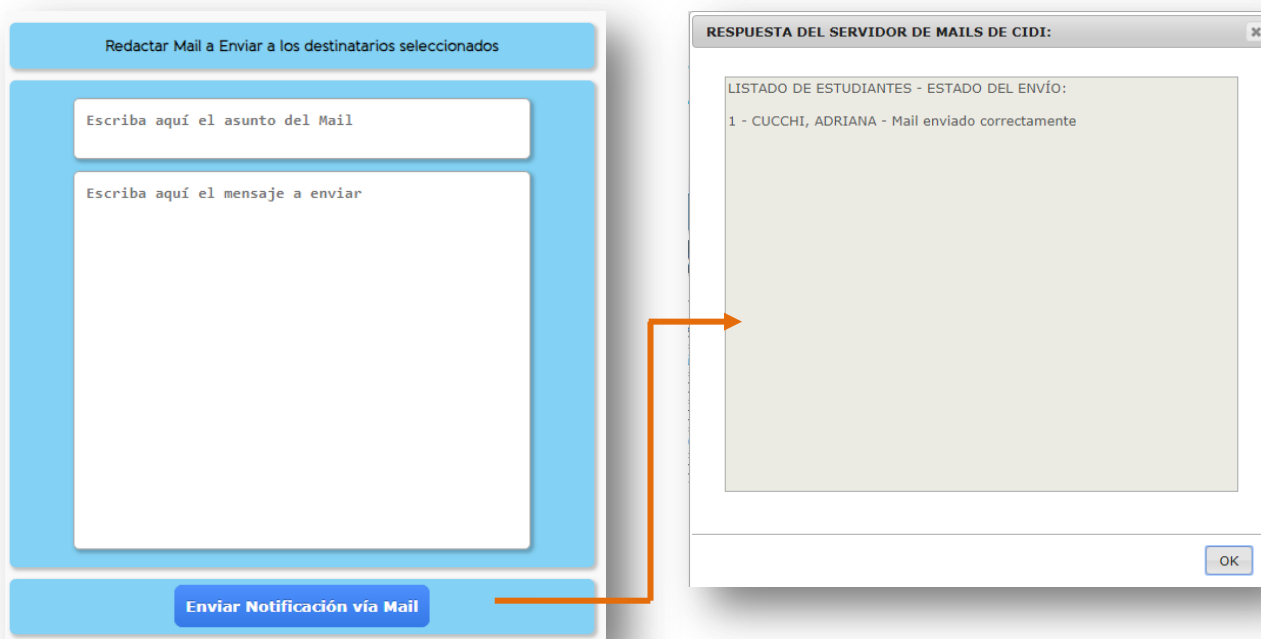 Redactar Mail a Enviar a los destinatarios seleccionados
Escriba aquí el asunto del Mail
Escriba aquí el mensaje a enviar
Enviar Notificación vía Mail
RESPUESTA DEL SERVIDOR DE MAILS DE CIDI:
LISTADO DE ESTUDIANTES - ESTADO DEL ENVÍO:
1 - CUCCHI, ADRIANA - Mail enviado correctamente
OK